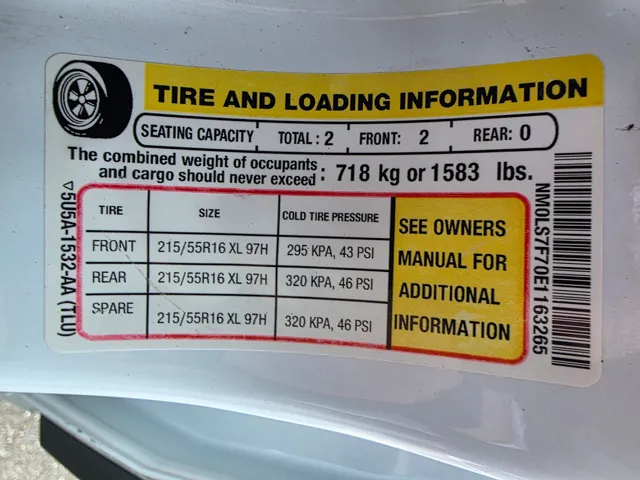 TIRE AND LOADING INFORMATION
SEATING CAPACITY TOTAL : 2 FRONT: 2 REAR: 0
The combined weight of occupants
and cargo should never exceed : 718 kg or 1583 lbs.
TIRE SIZE COLD TIRE PRESSURE
FRONT 215/55R16 XL 97H 295 KPA, 43 PSI
REAR 215/55R16 XL 97H 320 KPA, 46 PSI
SPARE 215/55R16 XL 97H 320 KPA, 46 PSI
SEE OWNERS
MANUAL FOR
ADDITIONAL
INFORMATION
▽5U5A-1532-AA (TLU)
NM0LS7F70E1163265